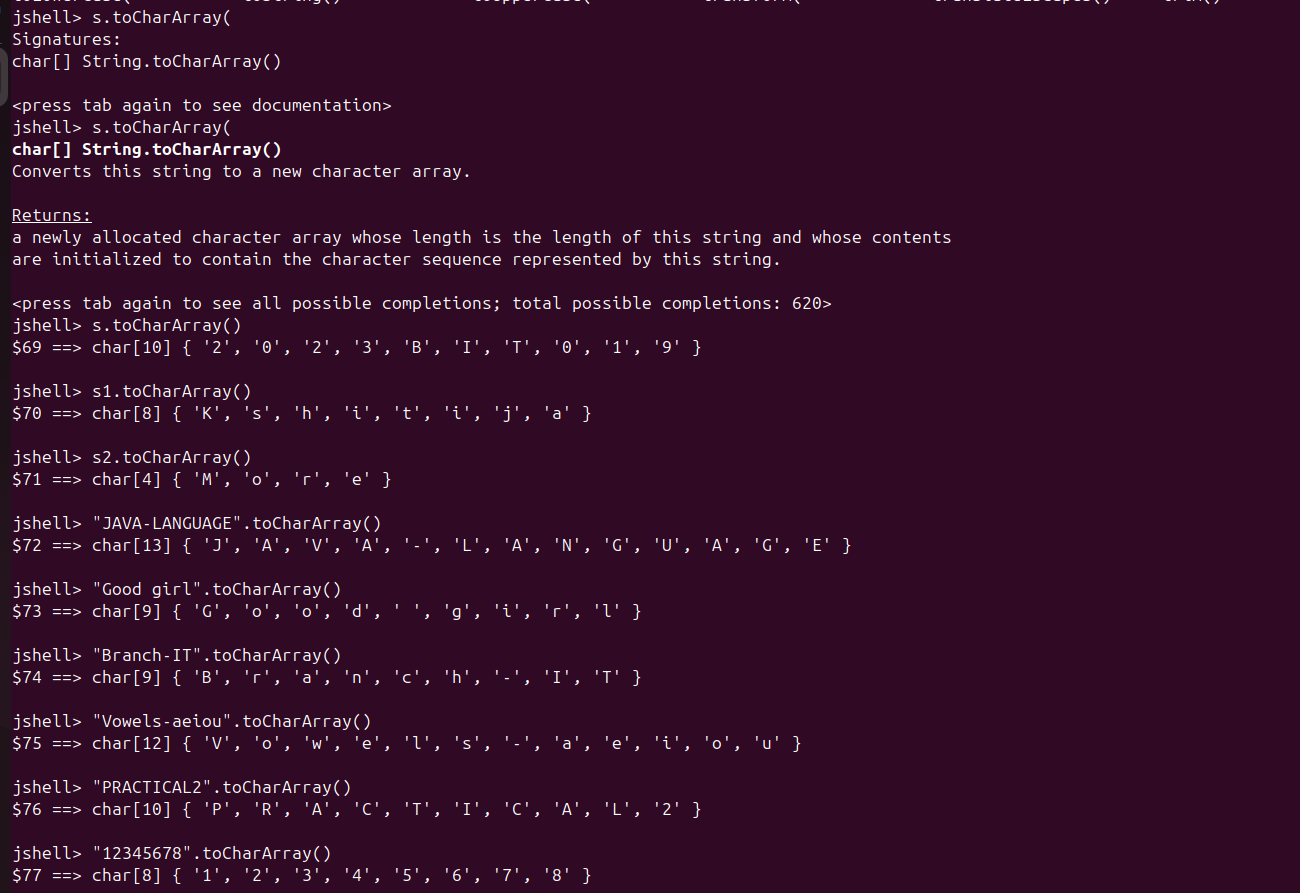 jshell> s.toCharArray(
Signatures:
char[] String.toCharArray()
<press tab again to see documentation>
jshell> s.toCharArray(
char[] String.toCharArray()
Converts this string to a new character array.
Returns:
a newly allocated character array whose length is the length of this string and whose contents
are initialized to contain the character sequence represented by this string.
<press tab again to see all possible completions; total possible completions: 620>
jshell> s.toCharArray()
$69 ==> char[10] { '2', '0', '2', '3', 'B', 'I', 'T', '0', '1', '9' }
jshell> s1.toCharArray()
$70 ==> char[8] { 'K', 's', 'h', 'i', 't', 'i', 'j', 'a' }
jshell> s2.toCharArray()
$71 ==> char[4] { 'M', 'o', 'r', 'e' }
jshell> "JAVA-LANGUAGE".toCharArray()
$72 ==> char[13] { 'J', 'A', 'V', 'A', '-', 'L', 'A', 'N', 'G', 'U', 'A', 'G', 'E' }
jshell> "Good girl".toCharArray()
$73 ==> char[9] { 'G', 'o', 'o', 'd', ' ', 'g', 'i', 'r', 'l' }
jshell> "Branch-IT".toCharArray()
$74 ==> char[9] { 'B', 'r', 'a', 'n', 'c', 'h', '-', 'I', 'T' }
jshell> "Vowels-aeiou".toCharArray()
$75 ==> char[12] { 'V', 'o', 'w', 'e', 'l', 's', '-', 'a', 'e', 'i', 'o', 'u' }
jshell> "PRACTICAL2".toCharArray()
$76 ==> char[10] { 'P', 'R', 'A', 'C', 'T', 'I', 'C', 'A', 'L', '2' }
jshell> "12345678".toCharArray()
$77 ==> char[8] { '1', '2', '3', '4', '5', '6', '7', '8' }